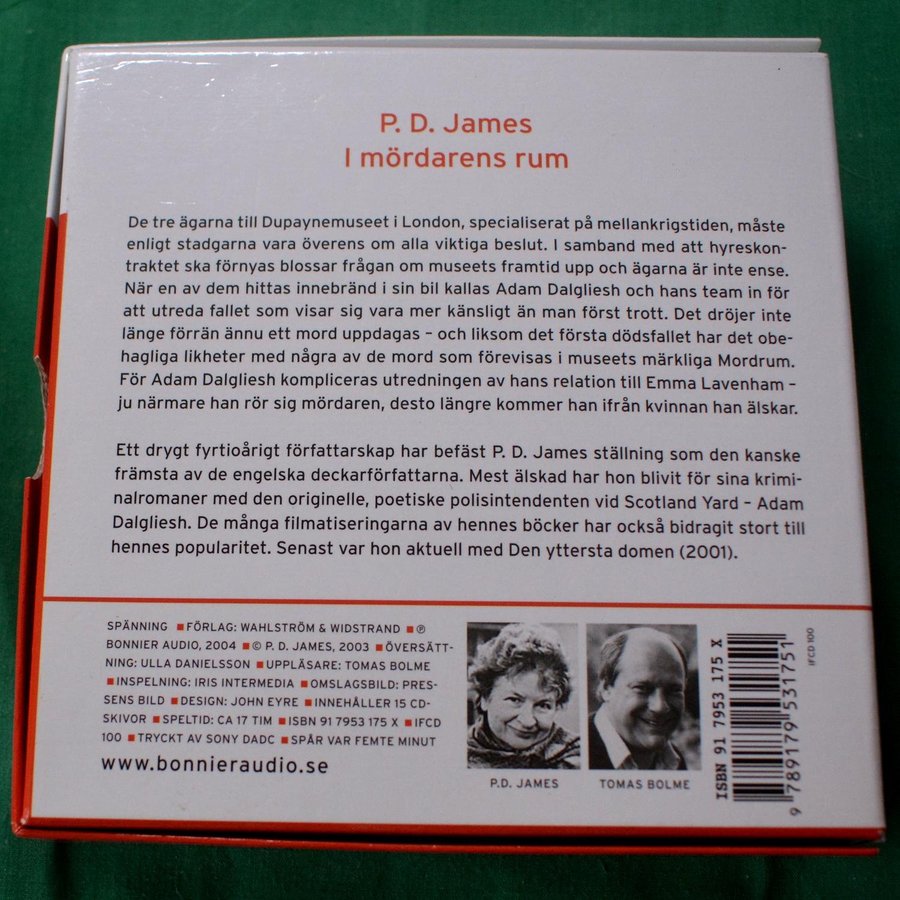 P. D. James
I mördarens rum
De tre ägarna till Dupaynemuseet i London, specialiserat på mellankrigstiden, måste
enligt stadgarna vara överens om alla viktiga beslut. I samband med att hyreskon-
traktet ska förnyas blossar frågan om museets framtid upp och ägarna är inte ense.
När en av dem hittas innebränd i sin bil kallas Adam Dalgliesh och hans team in för
att utreda fallet som visar sig vara mer känsligt än man först trott. Det dröjer inte
länge förrän ännu ett mord uppdagas – och liksom det första dödsfallet har det obe-
hagliga likheter med några av de mord som förevisas i museets märkliga Mordrum.
För Adam Dalgliesh kompliceras utredningen av hans relation till Emma Lavenham –
ju närmare han rör sig mördaren, desto längre kommer han ifrån kvinnan han älskar.
Ett drygt fyrtioårigt författarskap har befäst P. D. James ställning som den kanske
främsta av de engelska deckarförfattarna. Mest älskad har hon blivit för sina krimi-
nalromaner med den originelle, poetiske polisintendenten vid Scotland Yard – Adam
Dalgliesh. De många filmatiseringarna av hennes böcker har också bidragit stort till
hennes popularitet. Senast var hon aktuell med Den yttersta domen (2001).
SPÄNNING ■ FÖRLAG: WAHLSTRÖM & WIDSTRAND ■ ℗
BONNIER AUDIO, 2004 ■ © P. D. JAMES, 2003 ■ ÖVERSÄTT-
NING: ULLA DANIELSSON ■ UPPLÄSARE: TOMAS BOLME
■ INSPELNING: IRIS INTERMEDIA ■ OMSLAGSBILD: PRES-
SENS BILD ■ DESIGN: JOHN EYRE ■ INNEHÅLLER 15 CD-
SKIVOR ■ SPELTID: CA 17 TIM ■ ISBN 91 7953 175 X ■ IFCD
100 ■ TRYCKT AV SONY DADC ■ SPÅR VAR FEMTE MINUT
www.bonnieraudio.se
P.D. JAMES
TOMAS BOLME
ISBN 91 7953 175 X
9 789179 531751
IFCD 100